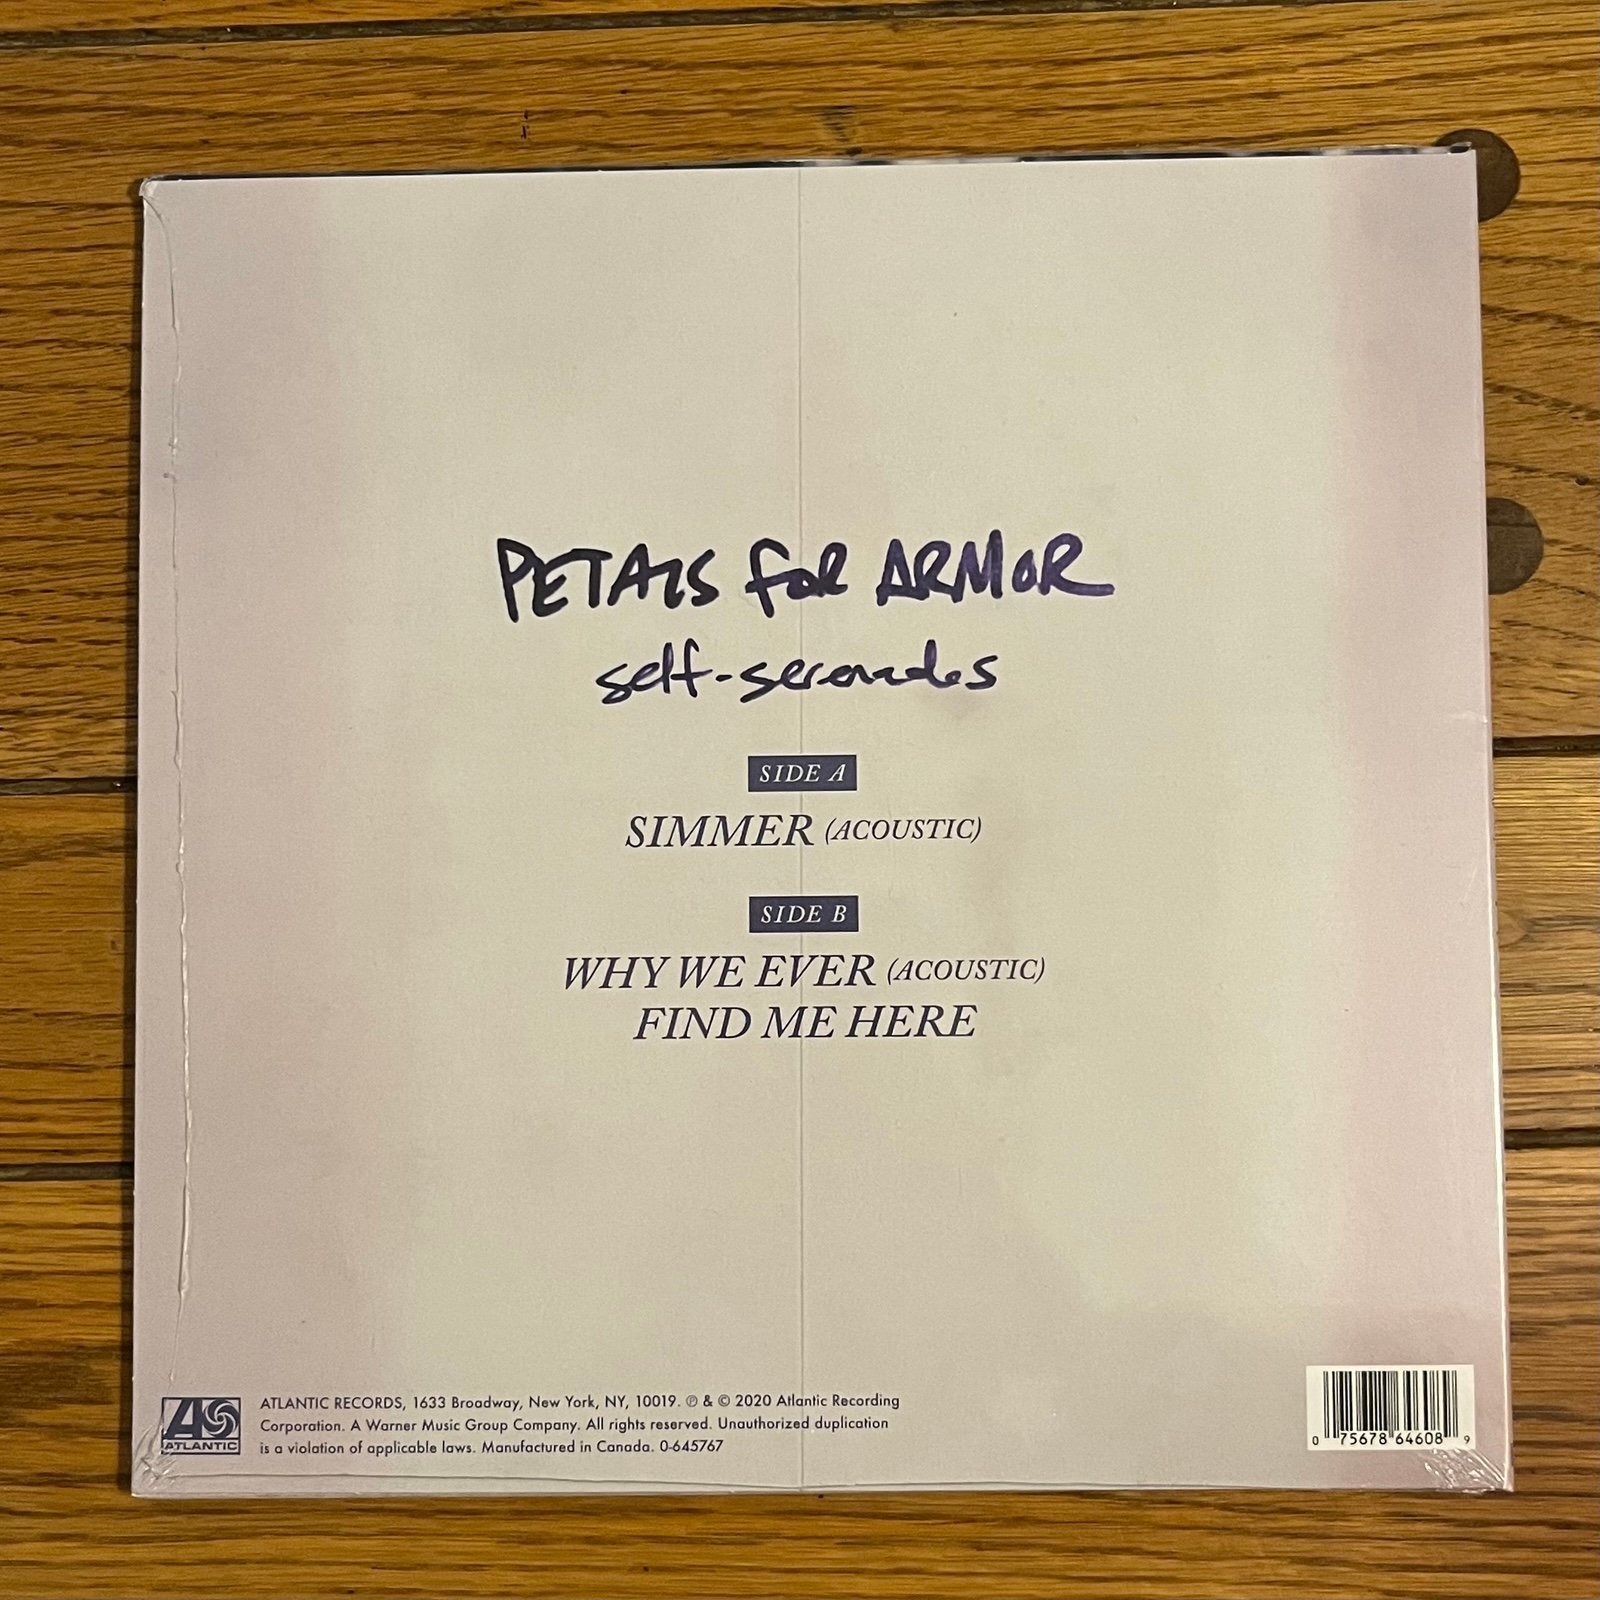 PETALS FOR ARMOR
self-serenades
SIDE A
SIMMER (ACOUSTIC)
SIDE B
WHY WE EVER (ACOUSTIC)
FIND ME HERE
ATLANTIC
ATLANTIC RECORDS, 1633 Broadway, New York, NY, 10019. ℗ & © 2020 Atlantic Recording
Corporation. A Warner Music Group Company. All rights reserved. Unauthorized duplication
is a violation of applicable laws. Manufactured in Canada. 0-645767
0 75678 64608 9